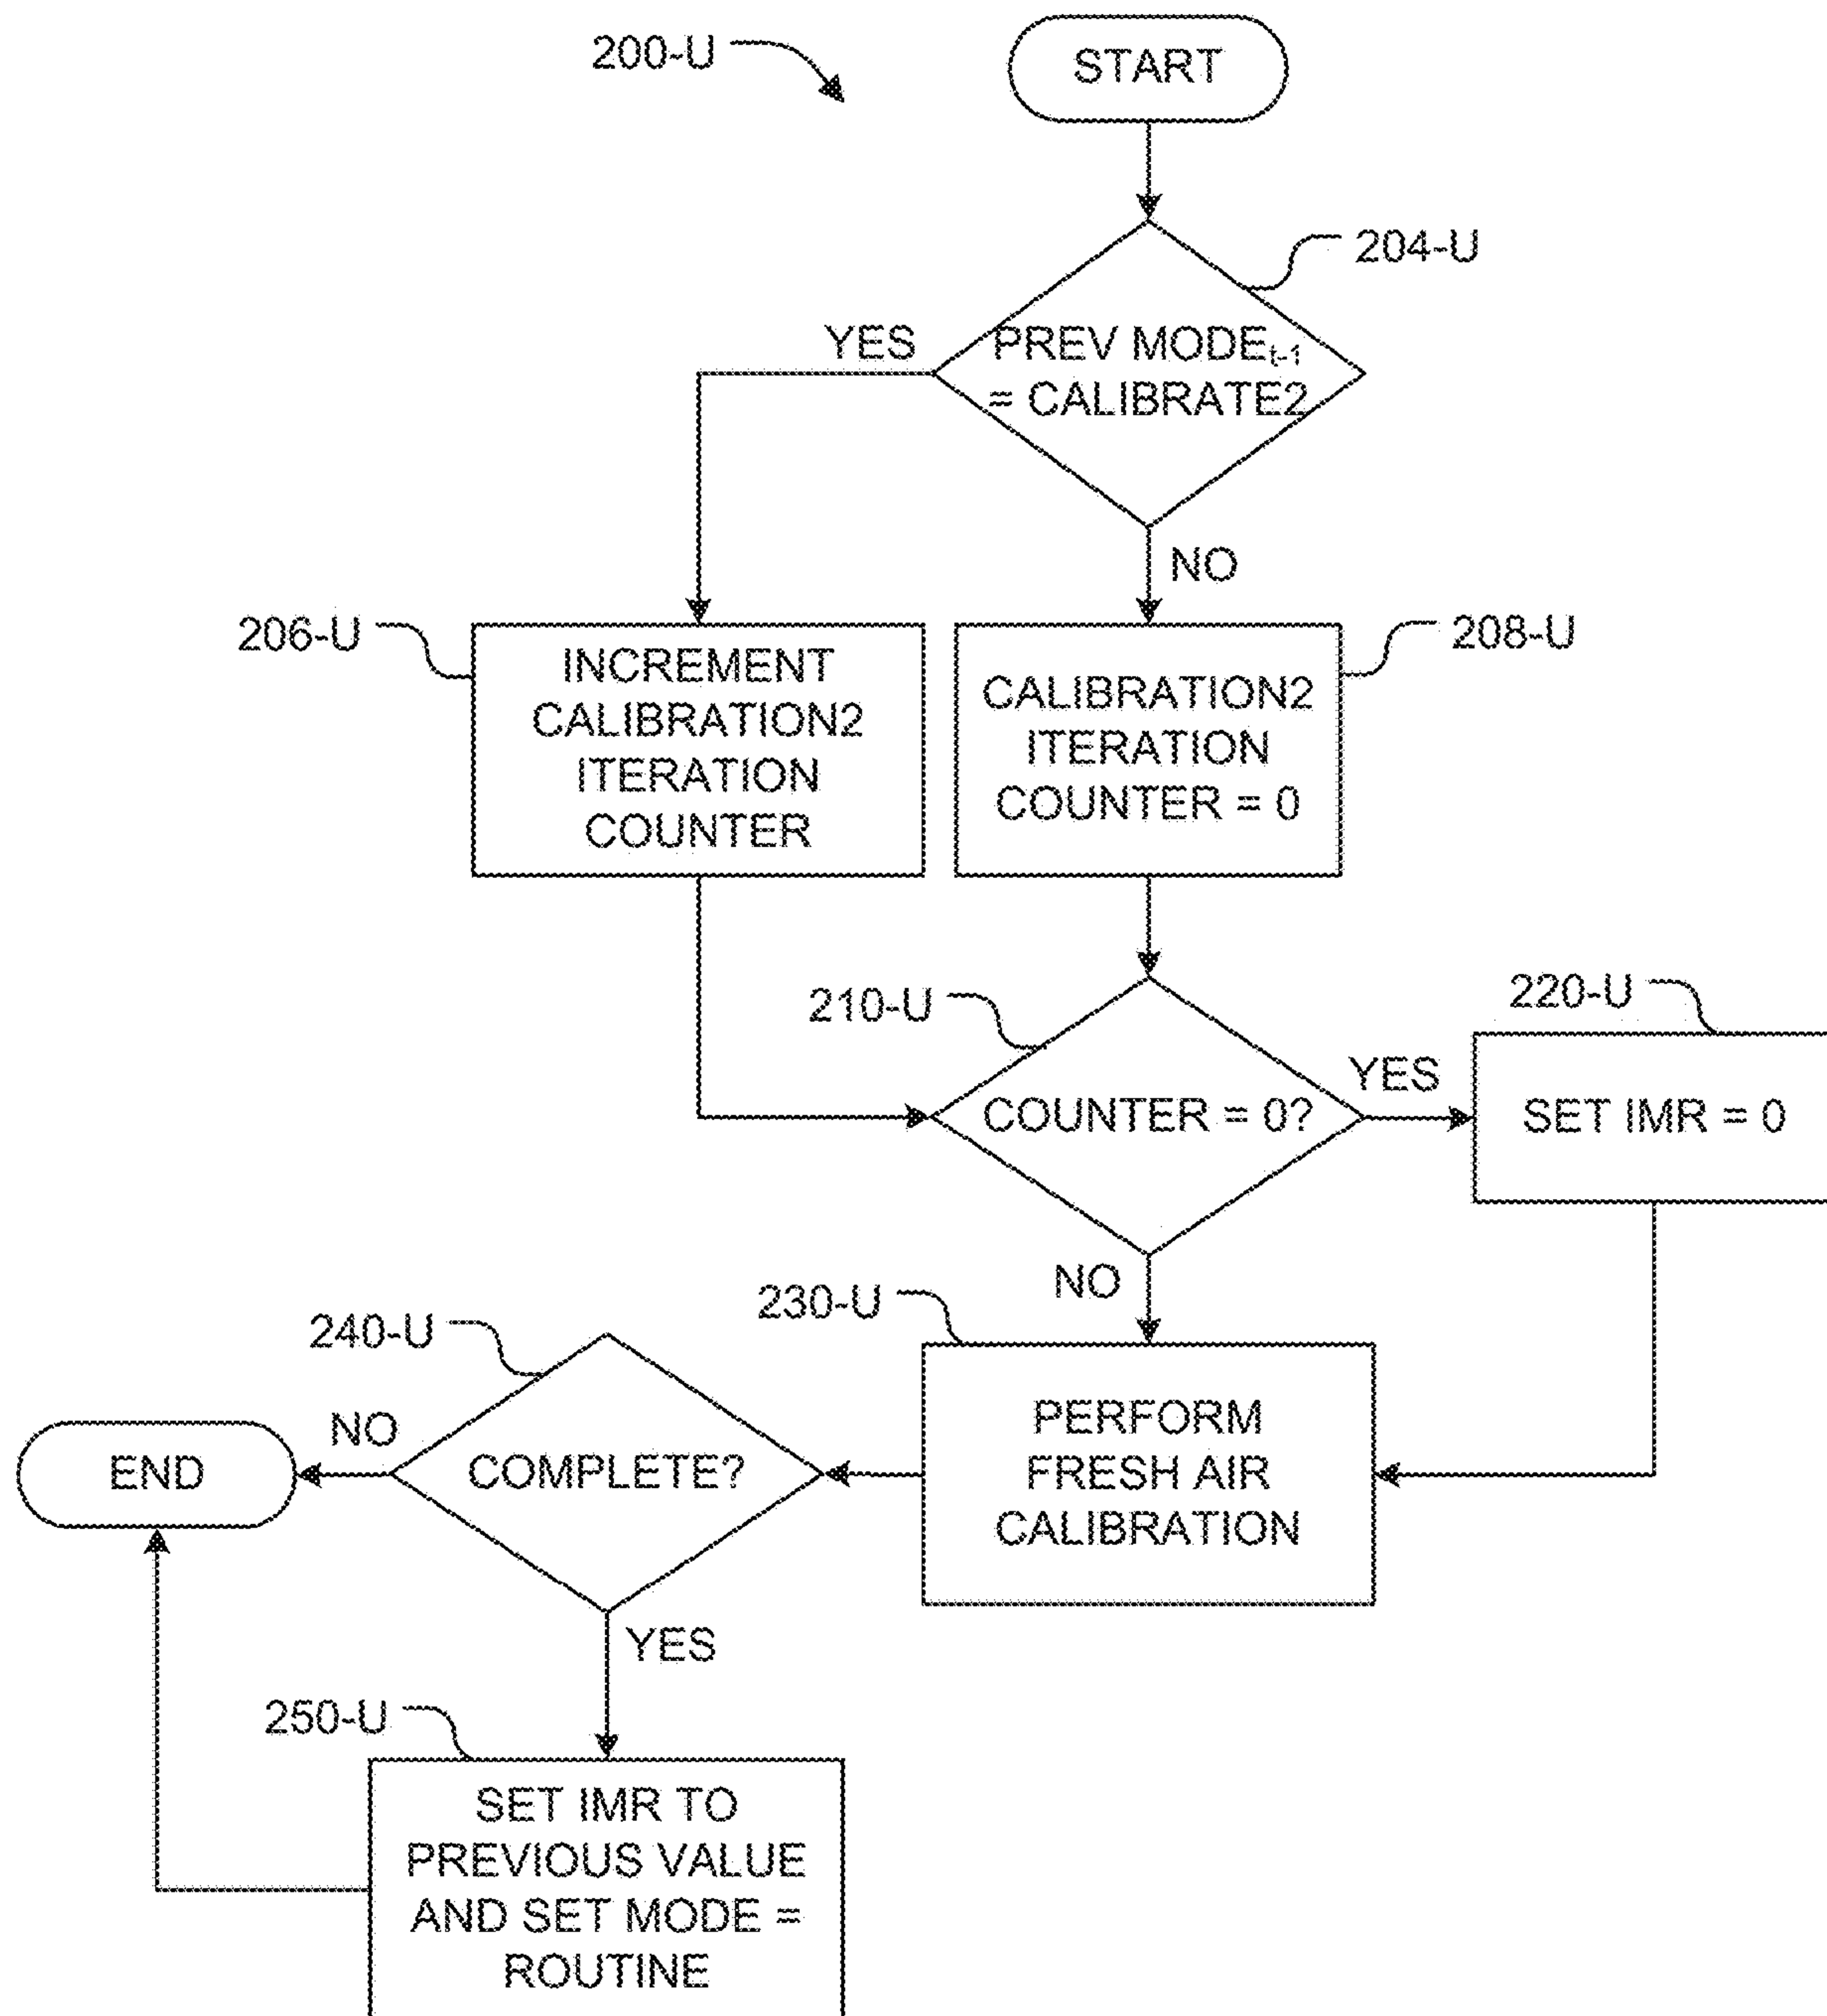 200-U
START
204-U
YES
PREV MODEt-1
= CALIBRATE2
NO
206-U
INCREMENT
CALIBRATION2
ITERATION
COUNTER
208-U
CALIBRATION2
ITERATION
COUNTER = 0
210-U
COUNTER = 0?
YES
220-U
SET IMR = 0
NO
230-U
PERFORM
FRESH AIR
CALIBRATION
240-U
COMPLETE?
NO
END
YES
250-U
SET IMR TO
PREVIOUS VALUE
AND SET MODE =
ROUTINE